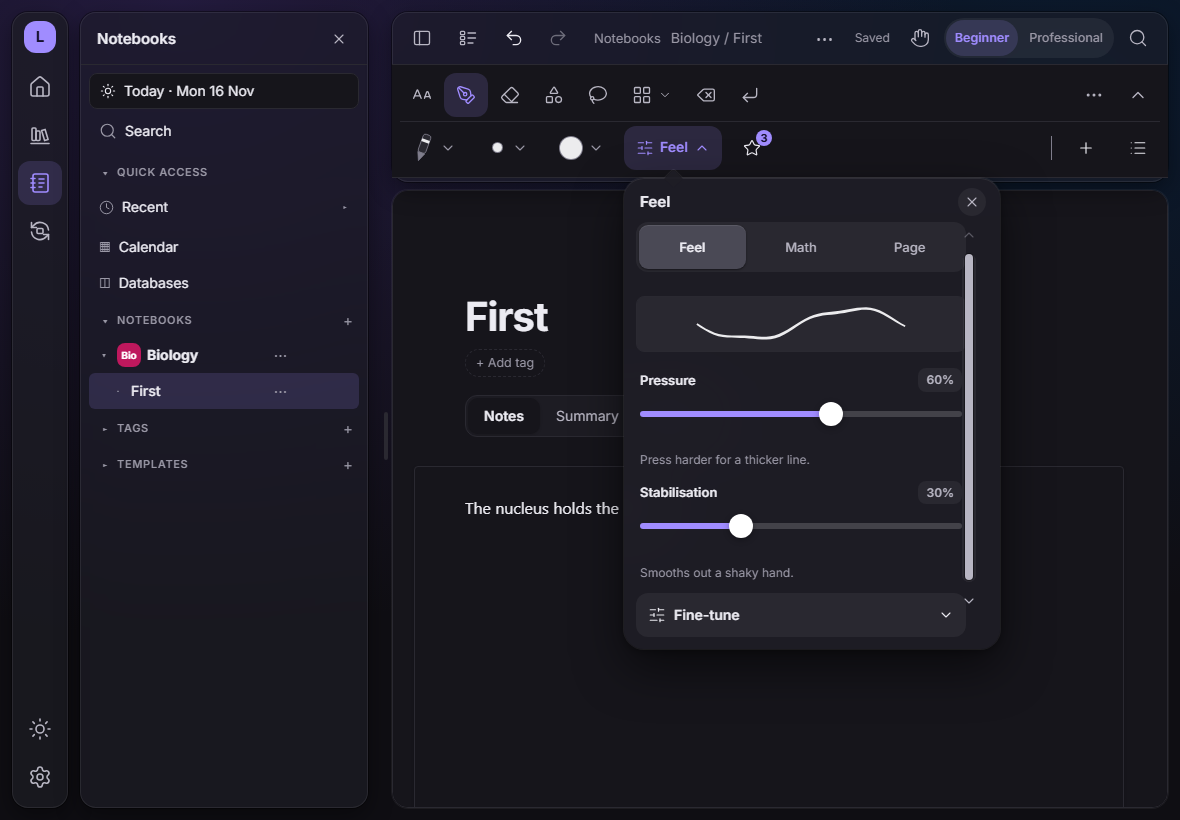 L
Notebooks
Today · Mon 16 Nov
Search
QUICK ACCESS
Recent
Calendar
Databases
NOTEBOOKS
Bio Biology
First
TAGS
TEMPLATES
Notebooks Biology / First
Saved
Beginner Professional
AA
Feel
3
First
+ Add tag
Notes Summary
The nucleus holds the
Feel
Feel Math Page
Pressure 60%
Press harder for a thicker line.
Stabilisation 30%
Smooths out a shaky hand.
Fine-tune